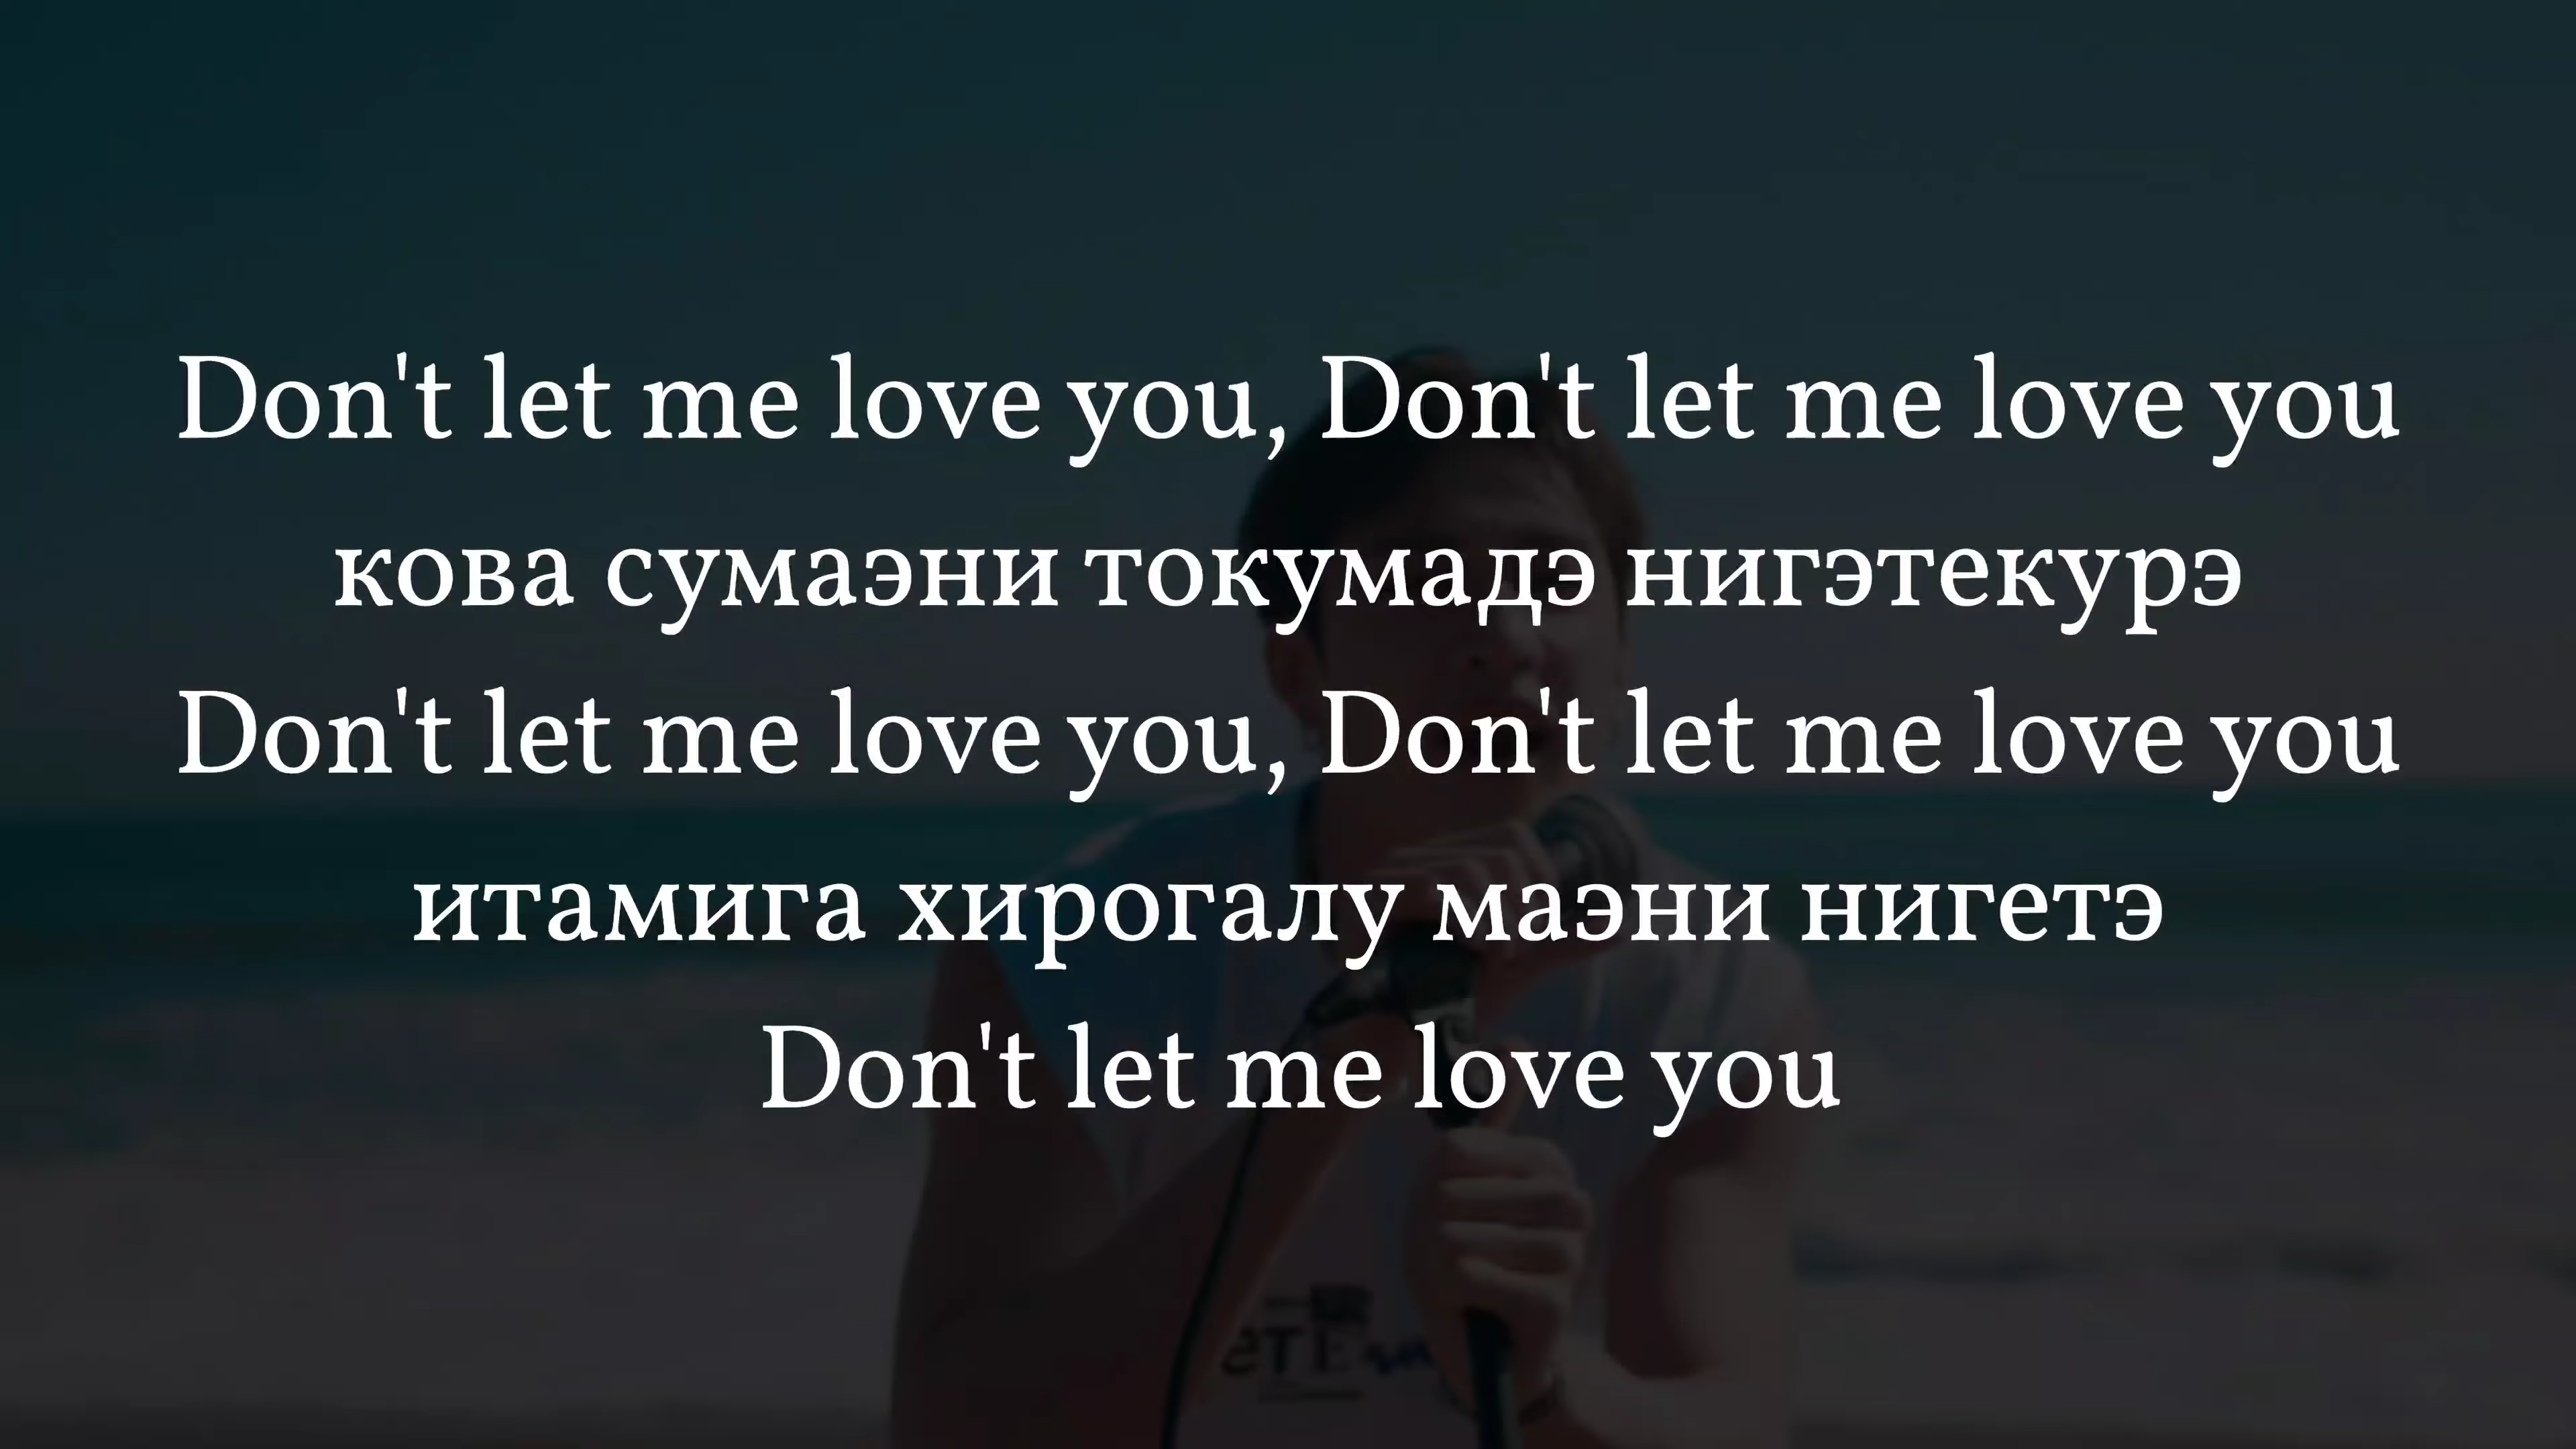 Don't let me love you, Don't let me love you
кова сумаэни токумадэ нигэтекурэ
Don't let me love you, Don't let me love you
итамига хирогалу маэни нигетэ
Don't let me love you